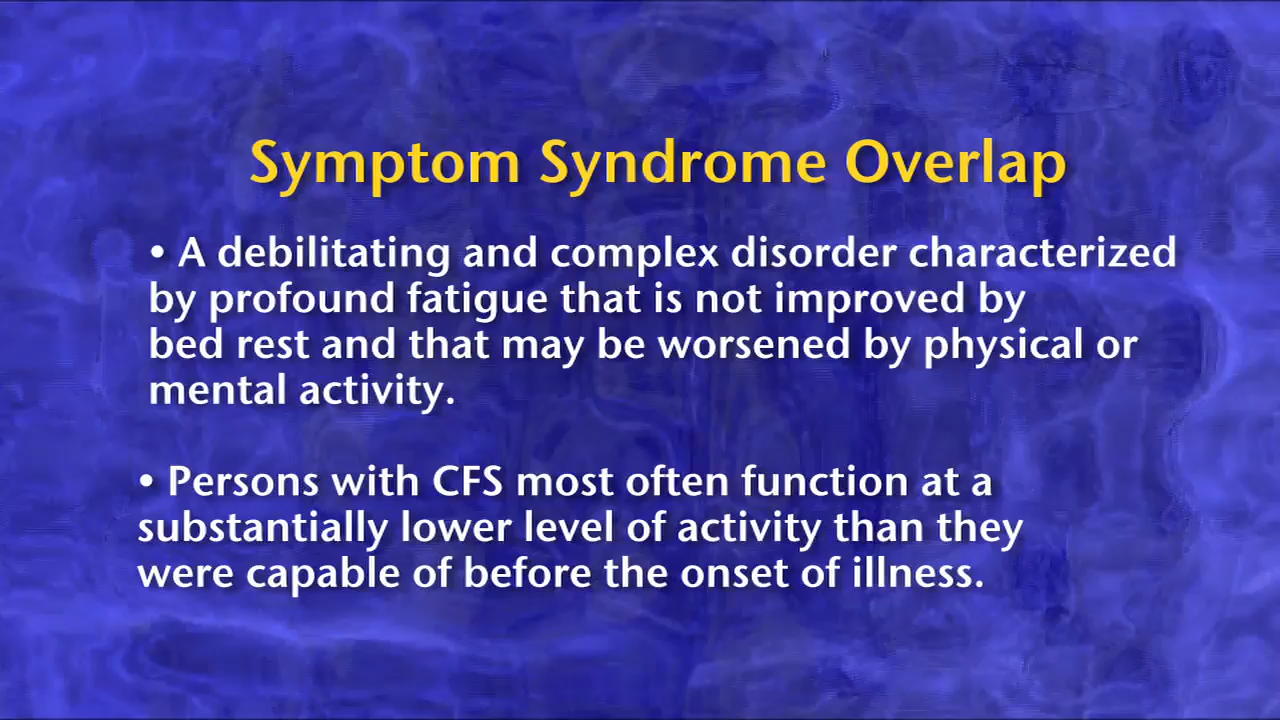 Symptom Syndrome Overlap
• A debilitating and complex disorder characterized
by profound fatigue that is not improved by
bed rest and that may be worsened by physical or
mental activity.
• Persons with CFS most often function at a
substantially lower level of activity than they
were capable of before the onset of illness.